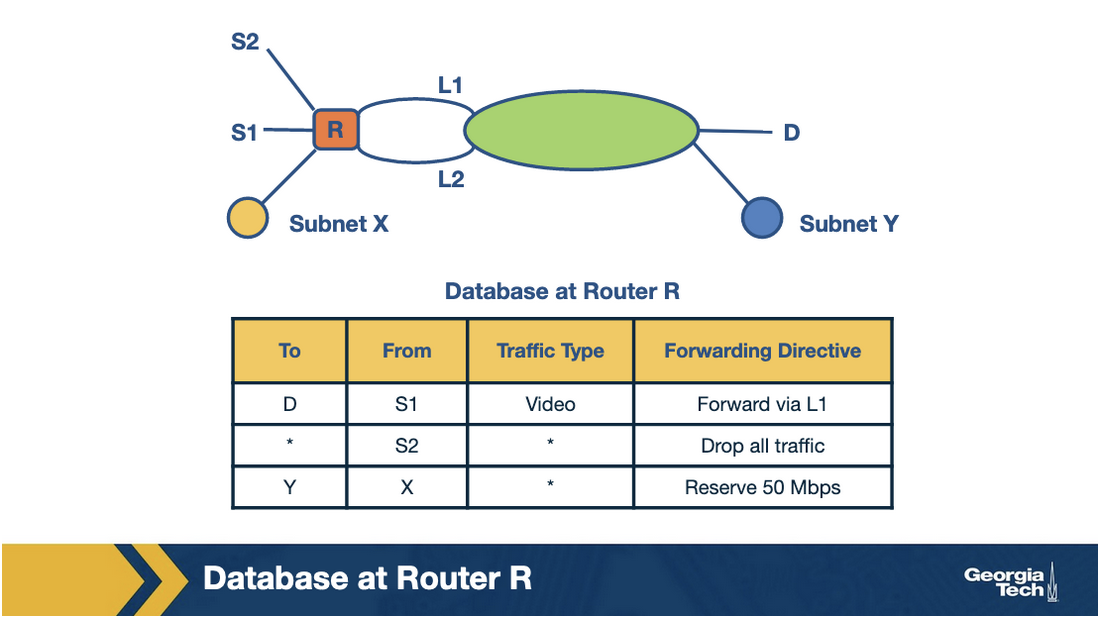 S2
L1
S1
R
D
L2
Subnet X
Subnet Y
Database at Router R
To From Traffic Type Forwarding Directive
D S1 Video Forward via L1
* S2 * Drop all traffic
Y X * Reserve 50 Mbps
Database at Router R
Georgia
Tech